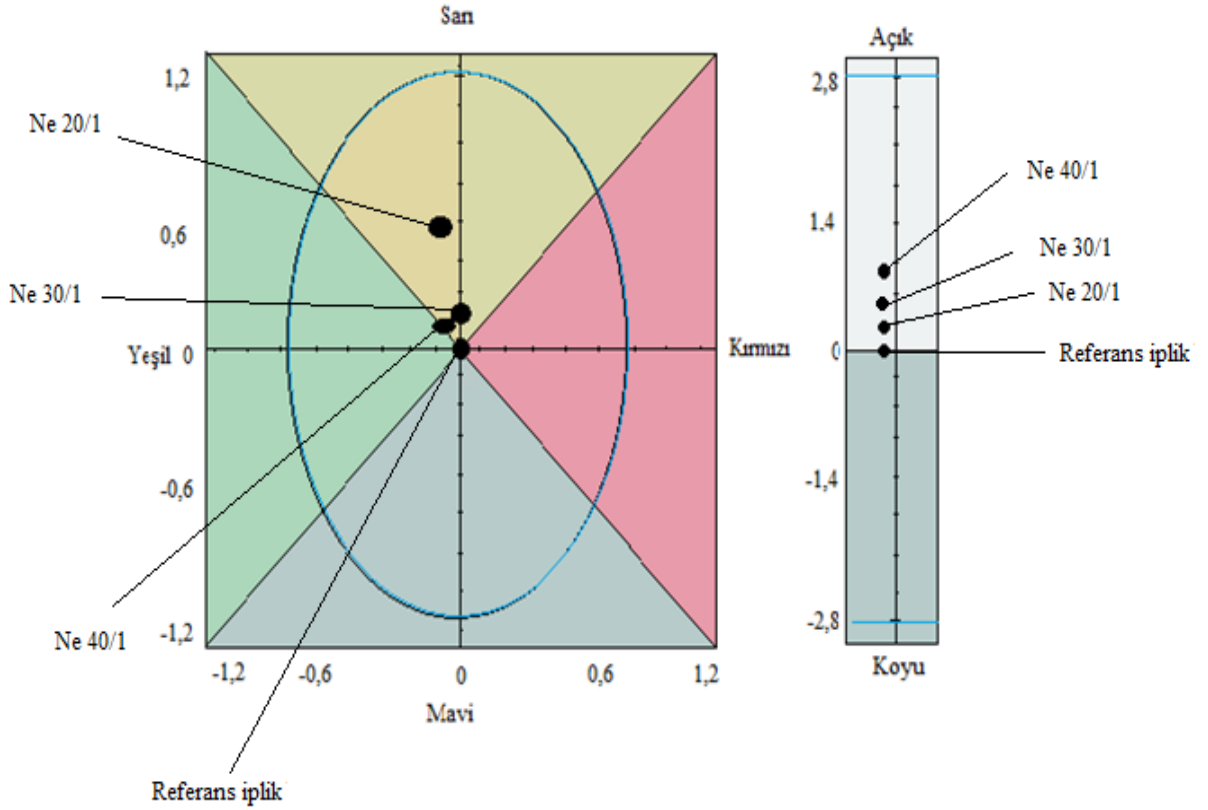 Sarı
Açık
1,2
2,8
Ne 20/1
Ne 40/1
1.4
0,6
Ne 30/1
Ne 20/1
Ne 30/1
Yeşil 0
Kırmızı
0
Referans iplik
-0,6
-1,4
Ne 40/1
-1,2
-2,8
-1,2
-0,6
0
0,6
1,2
Koyu
Mavi
Referans iplik